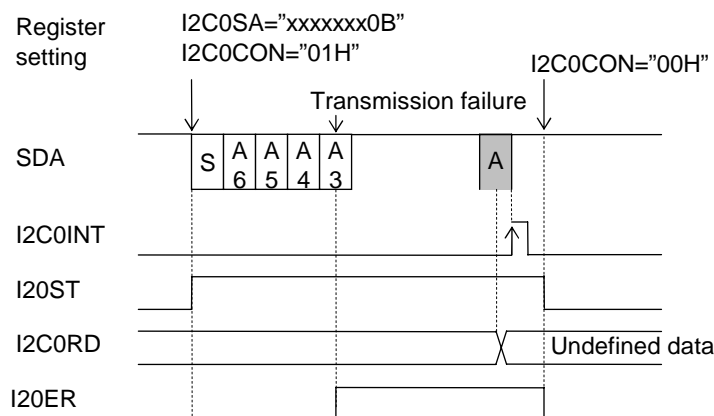 Register
setting
I2C0SA=”xxxxxxx0B”
I2C0CON=”01H”
I2C0CON=”00H”
Transmission failure
SDA
S
A
6
A
5
A
4
A
3
A
I2C0INT
I20ST
I2C0RD
Undefined data
I20ER